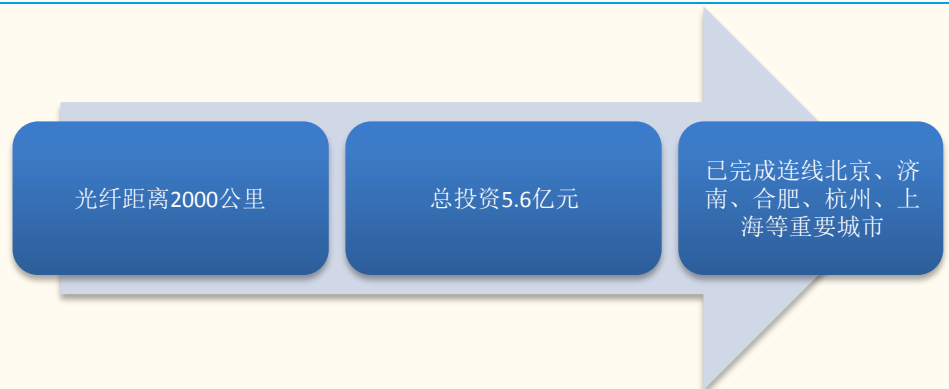 光纤距离2000公里
总投资5.6亿元
已完成连线北京、济
南、合肥、杭州、上
海等重要城市